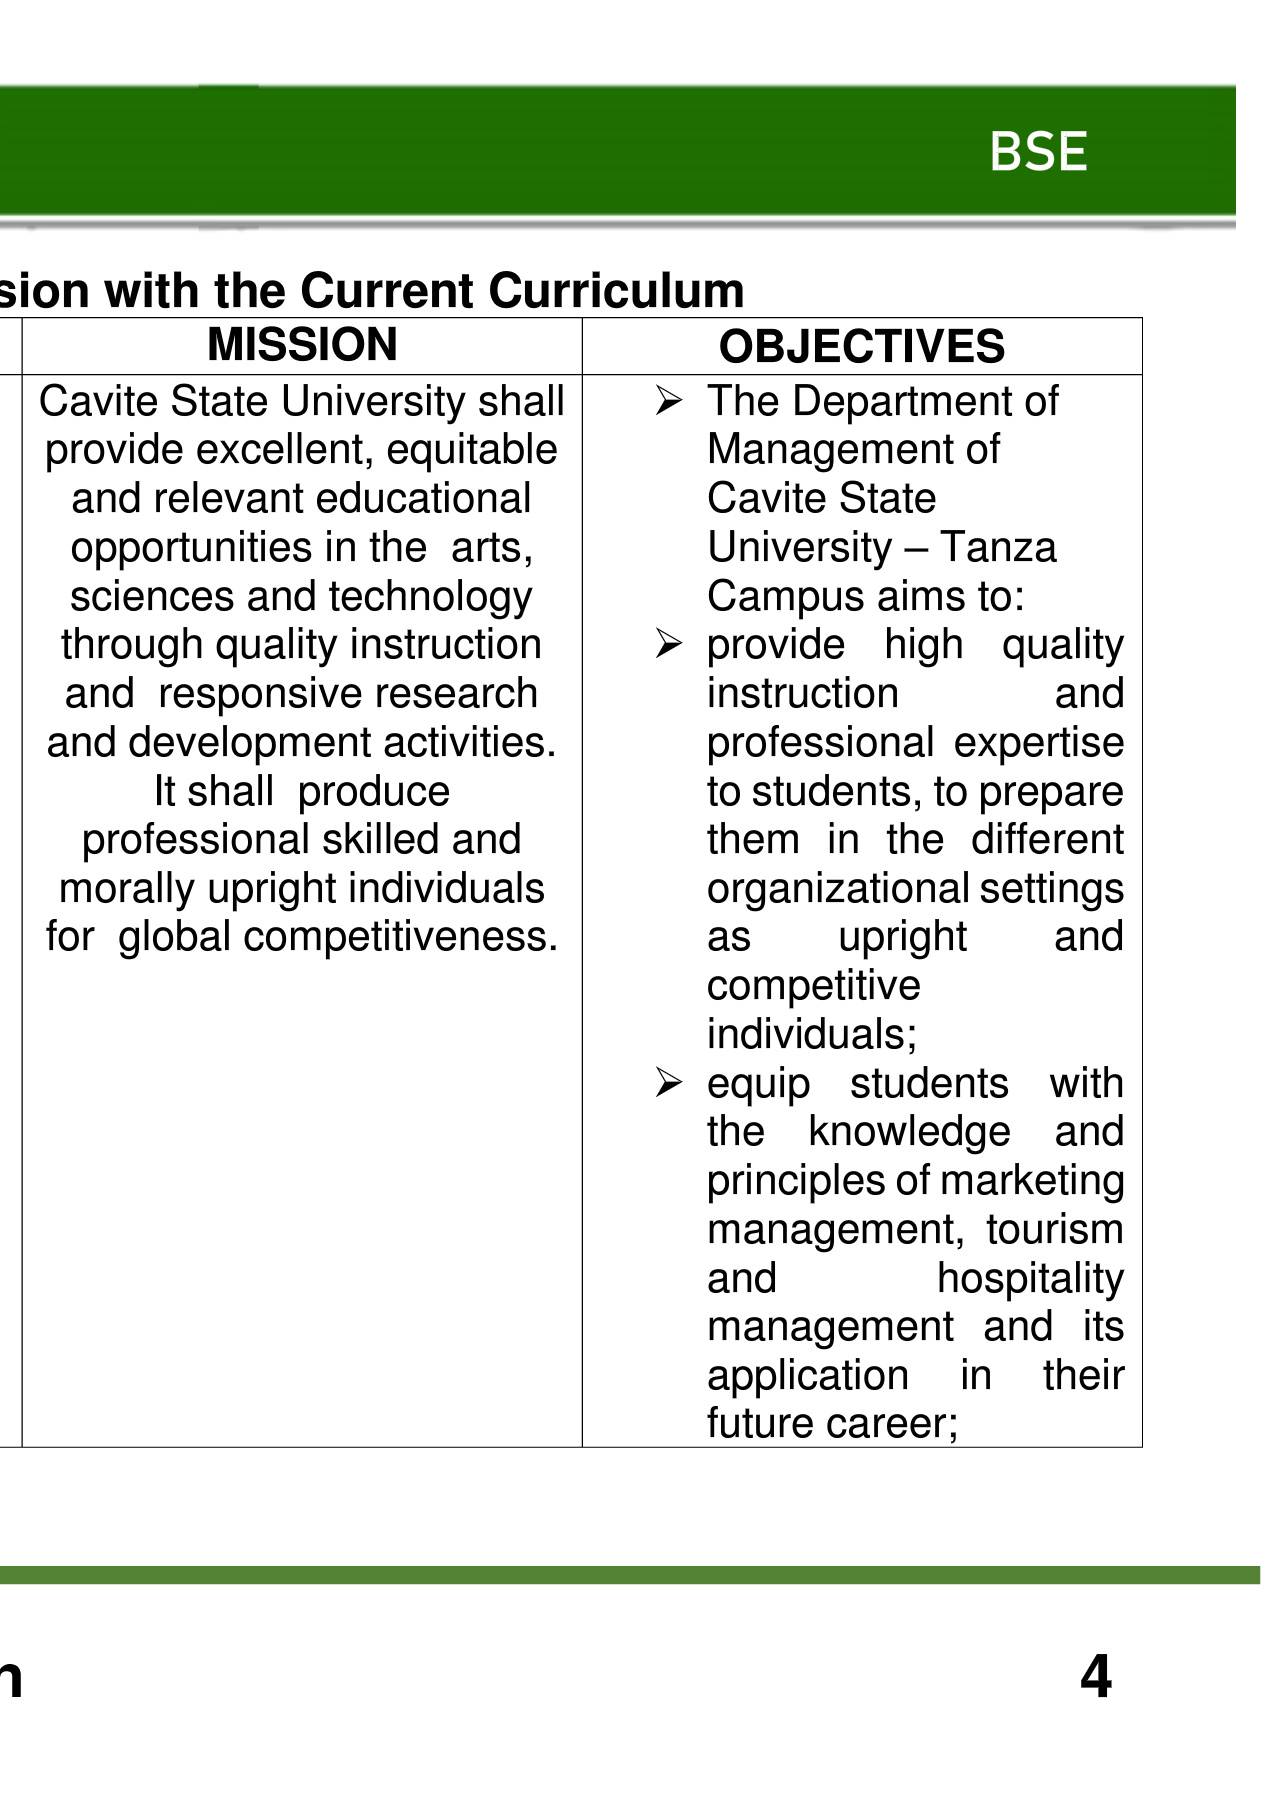 BSE
sion with the Current Curriculum
MISSION
OBJECTIVES
Cavite State University shall
provide excellent, equitable
and relevant educational
opportunities in the arts,
sciences and technology
through quality instruction
and responsive research
and development activities.
It shall produce
professional skilled and
morally upright individuals
for global competitiveness.
➢ The Department of
Management of
Cavite State
University – Tanza
Campus aims to:
➢ provide high quality
instruction and
professional expertise
to students, to prepare
them in the different
organizational settings
as upright and
competitive
individuals;
➢ equip students with
the knowledge and
principles of marketing
management, tourism
and hospitality
management and its
application in their
future career;
n
4